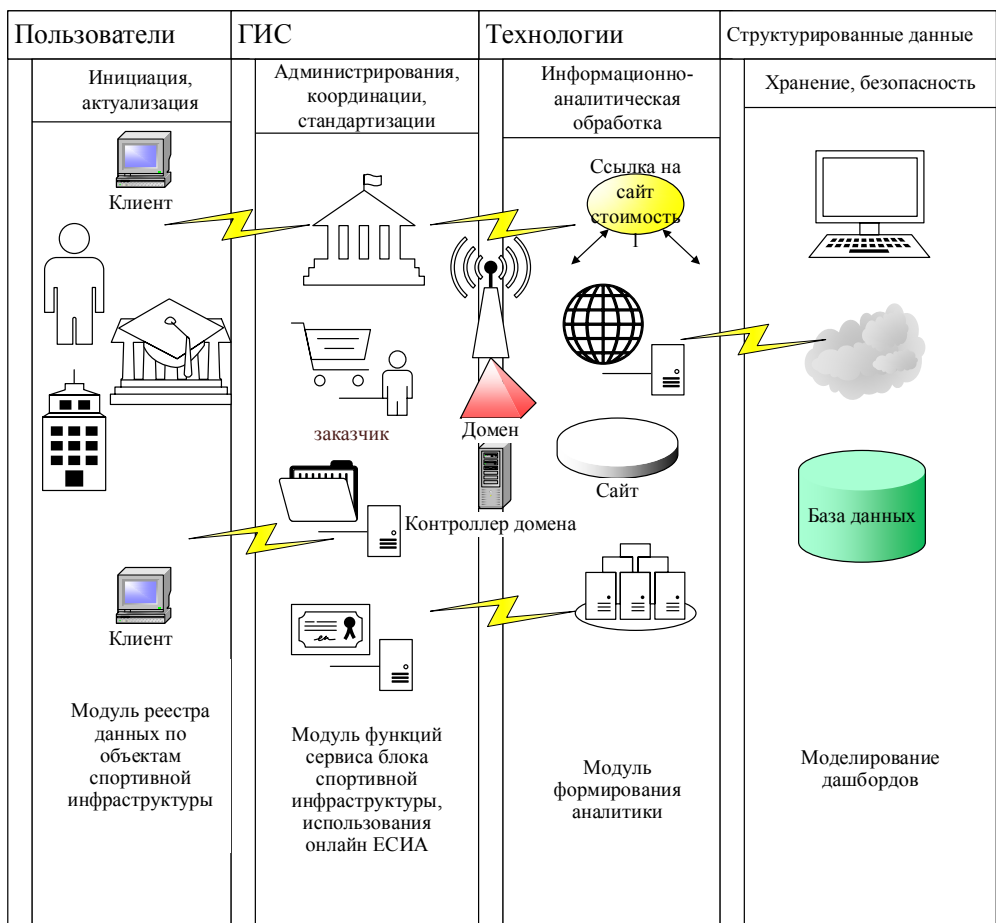 Пользователи
ГИС
Технологии
Структурированные данные
Инициация,
актуализация
Администрирования,
координации,
стандартизации
Информационно-
аналитическая
обработка
Хранение, безопасность
Клиент
Ссылка на
сайт
стоимость
1
заказчик
Домен
Сайт
Контроллер домена
База данных
Клиент
Модуль реестра
данных по
объектам
спортивной
инфраструктуры
Модуль функций
сервиса блока
спортивной
инфраструктуры,
использования
онлайн ЕСИА
Модуль
формирования
аналитики
Моделирование
дашбордов